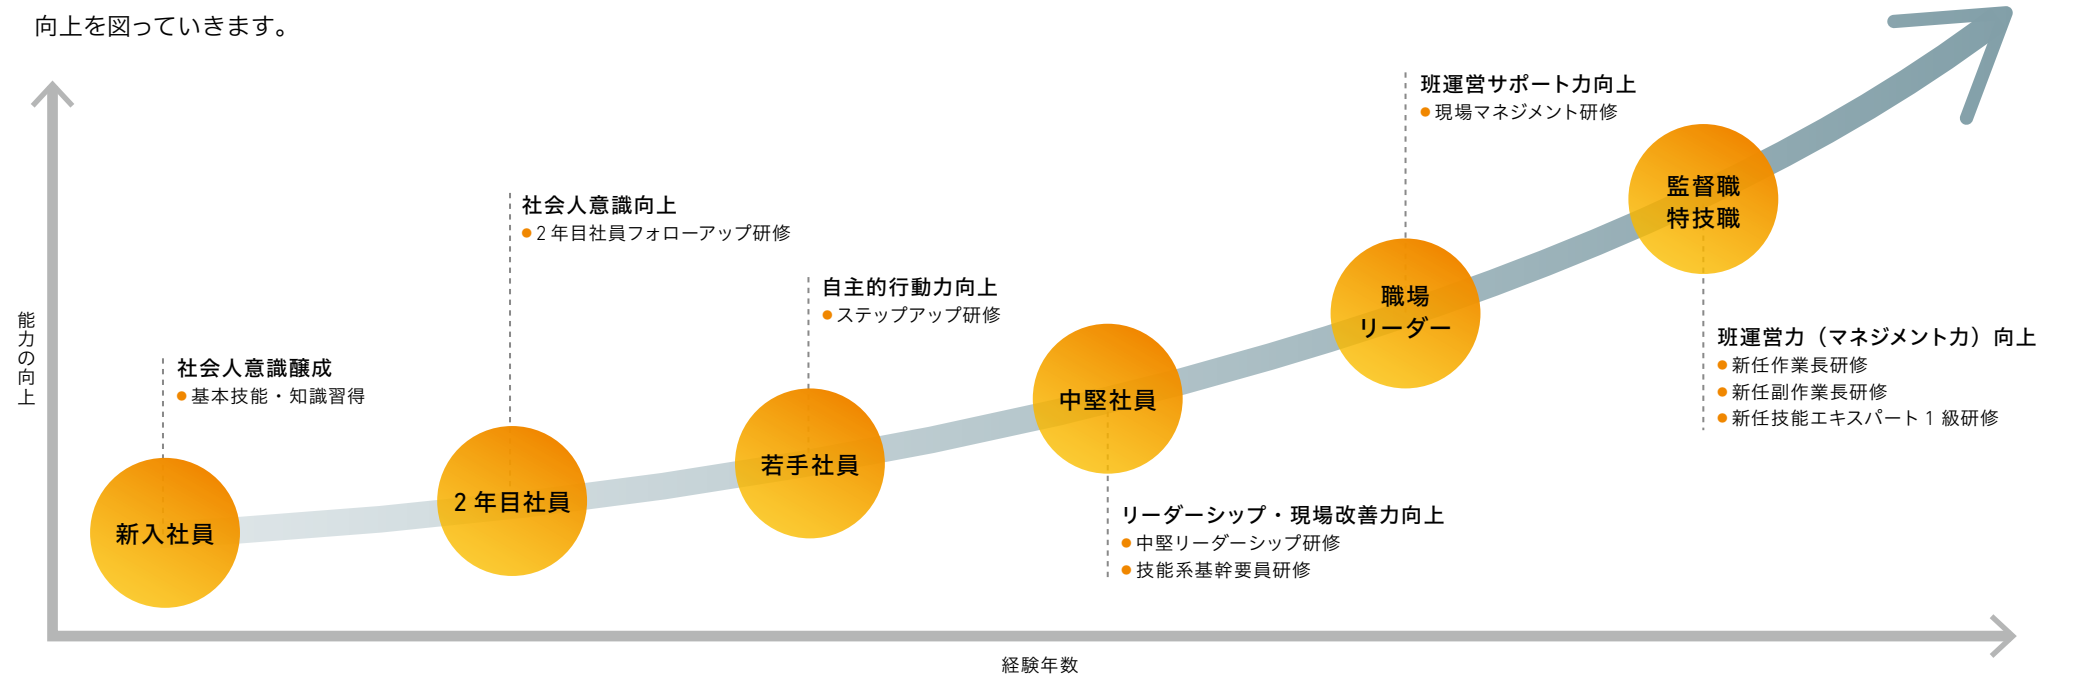 向上を図っていきます。
能力の向上
社会人意識醸成
●基本技能・知識習得
新入社員
社会人意識向上
●2年目社員フォローアップ研修
2年目社員
自主的行動力向上
●ステップアップ研修
若手社員
中堅社員
リーダーシップ・現場改善力向上
●中堅リーダーシップ研修
●技能系基幹要員研修
班運営サポート力向上
●現場マネジメント研修
職場
リーダー
監督職
特技職
班運営力（マネジメント力）向上
●新任作業長研修
●新任副作業長研修
●新任技能エキスパート1級研修
経験年数